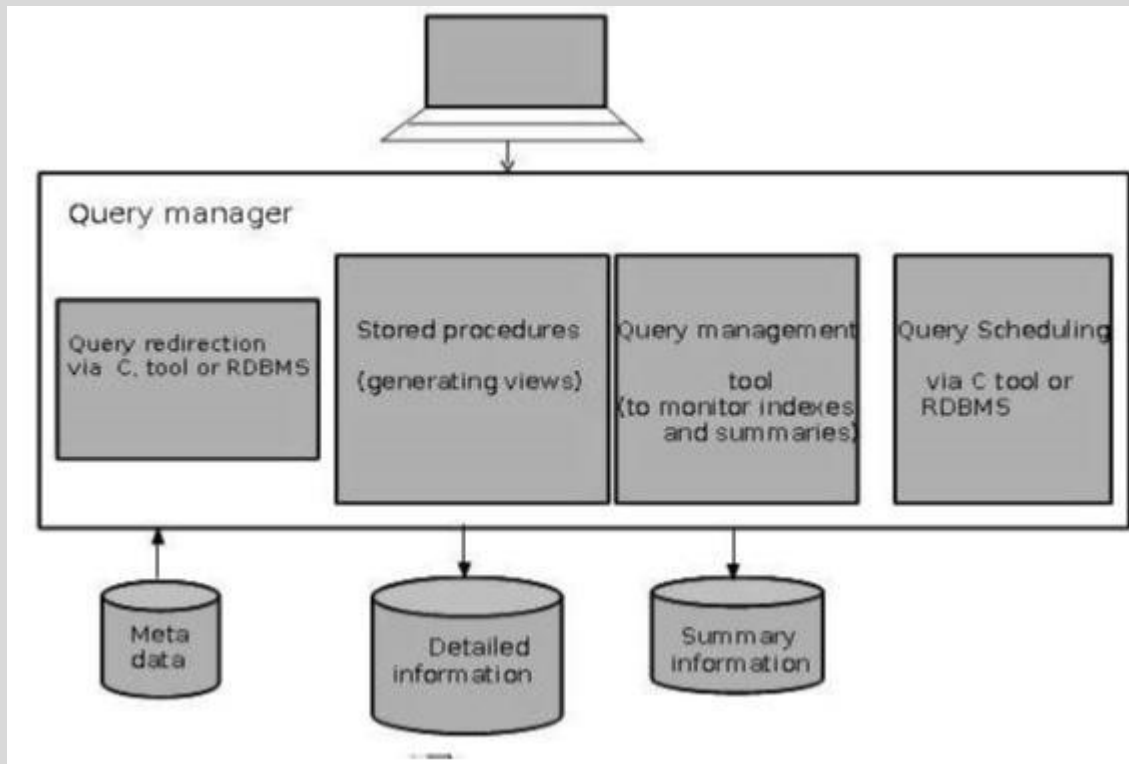 Query manager
Query redirection
via C, tool or RDBMS
Stored procedures
(generating views)
Query management
tool
(to monitor indexes
and summaries)
Query Scheduling
via C tool or
RDBMS
Meta
data
Detailed
information
Summary
information